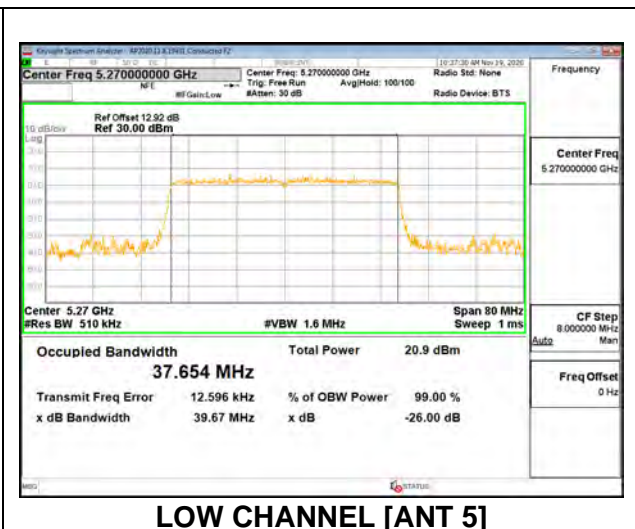 Keysight Spectrum Analyzer
10:37:30 AM Nov 19, 2020
Center Freq 5.270000000 GHz
NFE
#IFGain:Low
Center Freq: 5.270000000 GHz
Trig: Free Run
Avg|Hold: 100/100
#Atten: 30 dB
Radio Std: None
Radio Device: BTS
Frequency
Ref Offset 12.92 dB
10 dB/div
Ref 30.00 dBm
Log
Center Freq
5.270000000 GHz
Center 5.27 GHz
Span 80 MHz
#Res BW 510 kHz
#VBW 1.6 MHz
Sweep 1 ms
CF Step
8.000000 MHz
Auto
Man
Occupied Bandwidth
Total Power
20.9 dBm
37.654 MHz
Freq Offset
0 Hz
Transmit Freq Error
12.596 kHz
% of OBW Power
99.00 %
x dB Bandwidth
39.67 MHz
x dB
-26.00 dB
MSG
STATUS
LOW CHANNEL [ANT 5]